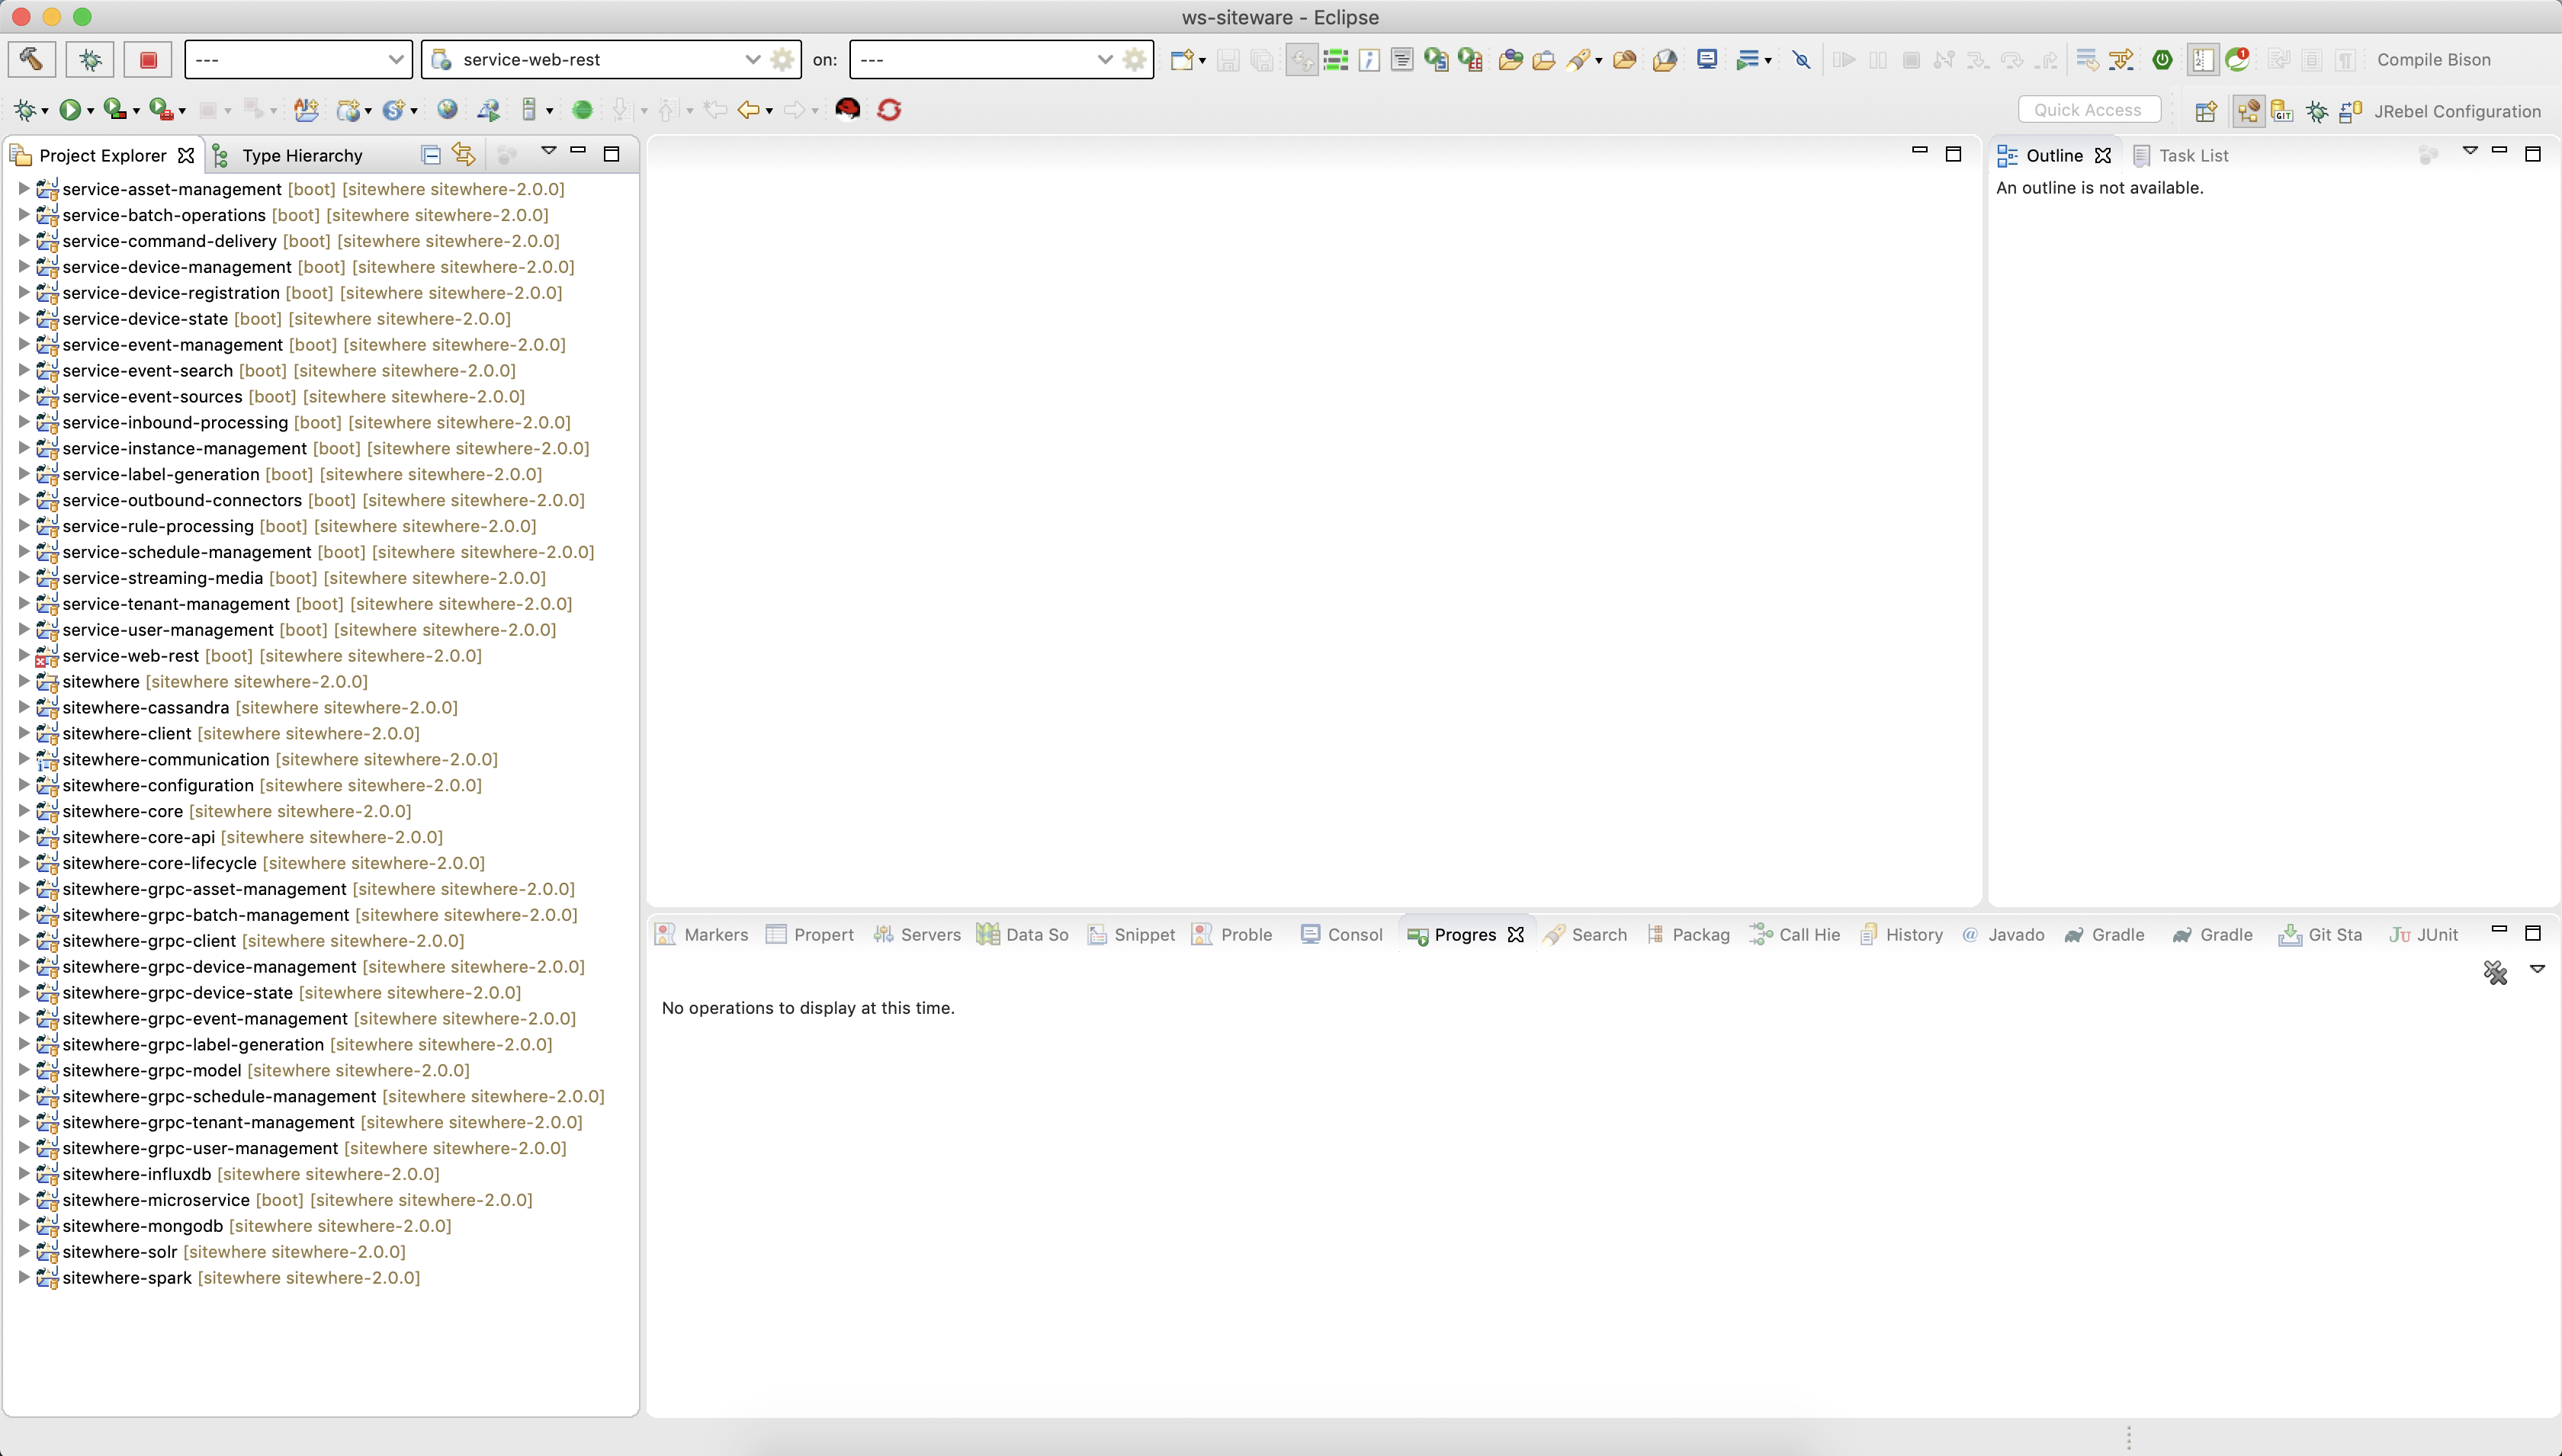 ws-siteware - Eclipse
---
service-web-rest
on:
---
Compile Bison
Quick Access
JRebel Configuration
Project Explorer
Type Hierarchy
service-asset-management [boot] [sitewhere sitewhere-2.0.0]
service-batch-operations [boot] [sitewhere sitewhere-2.0.0]
service-command-delivery [boot] [sitewhere sitewhere-2.0.0]
service-device-management [boot] [sitewhere sitewhere-2.0.0]
service-device-registration [boot] [sitewhere sitewhere-2.0.0]
service-device-state [boot] [sitewhere sitewhere-2.0.0]
service-event-management [boot] [sitewhere sitewhere-2.0.0]
service-event-search [boot] [sitewhere sitewhere-2.0.0]
service-event-sources [boot] [sitewhere sitewhere-2.0.0]
service-inbound-processing [boot] [sitewhere sitewhere-2.0.0]
service-instance-management [boot] [sitewhere sitewhere-2.0.0]
service-label-generation [boot] [sitewhere sitewhere-2.0.0]
service-outbound-connectors [boot] [sitewhere sitewhere-2.0.0]
service-rule-processing [boot] [sitewhere sitewhere-2.0.0]
service-schedule-management [boot] [sitewhere sitewhere-2.0.0]
service-streaming-media [boot] [sitewhere sitewhere-2.0.0]
service-tenant-management [boot] [sitewhere sitewhere-2.0.0]
service-user-management [boot] [sitewhere sitewhere-2.0.0]
service-web-rest [boot] [sitewhere sitewhere-2.0.0]
sitewhere [sitewhere sitewhere-2.0.0]
sitewhere-cassandra [sitewhere sitewhere-2.0.0]
sitewhere-client [sitewhere sitewhere-2.0.0]
sitewhere-communication [sitewhere sitewhere-2.0.0]
sitewhere-configuration [sitewhere sitewhere-2.0.0]
sitewhere-core [sitewhere sitewhere-2.0.0]
sitewhere-core-api [sitewhere sitewhere-2.0.0]
sitewhere-core-lifecycle [sitewhere sitewhere-2.0.0]
sitewhere-grpc-asset-management [sitewhere sitewhere-2.0.0]
sitewhere-grpc-batch-management [sitewhere sitewhere-2.0.0]
sitewhere-grpc-client [sitewhere sitewhere-2.0.0]
sitewhere-grpc-device-management [sitewhere sitewhere-2.0.0]
sitewhere-grpc-device-state [sitewhere sitewhere-2.0.0]
sitewhere-grpc-event-management [sitewhere sitewhere-2.0.0]
sitewhere-grpc-label-generation [sitewhere sitewhere-2.0.0]
sitewhere-grpc-model [sitewhere sitewhere-2.0.0]
sitewhere-grpc-schedule-management [sitewhere sitewhere-2.0.0]
sitewhere-grpc-tenant-management [sitewhere sitewhere-2.0.0]
sitewhere-grpc-user-management [sitewhere sitewhere-2.0.0]
sitewhere-influxdb [sitewhere sitewhere-2.0.0]
sitewhere-microservice [boot] [sitewhere sitewhere-2.0.0]
sitewhere-mongodb [sitewhere sitewhere-2.0.0]
sitewhere-solr [sitewhere sitewhere-2.0.0]
sitewhere-spark [sitewhere sitewhere-2.0.0]
Outline
Task List
An outline is not available.
Markers
Propert
Servers
Data So
Snippet
Proble
Consol
Progres
Search
Packag
Call Hie
History
Javado
Gradle
Gradle
Git Sta
JUnit
No operations to display at this time.